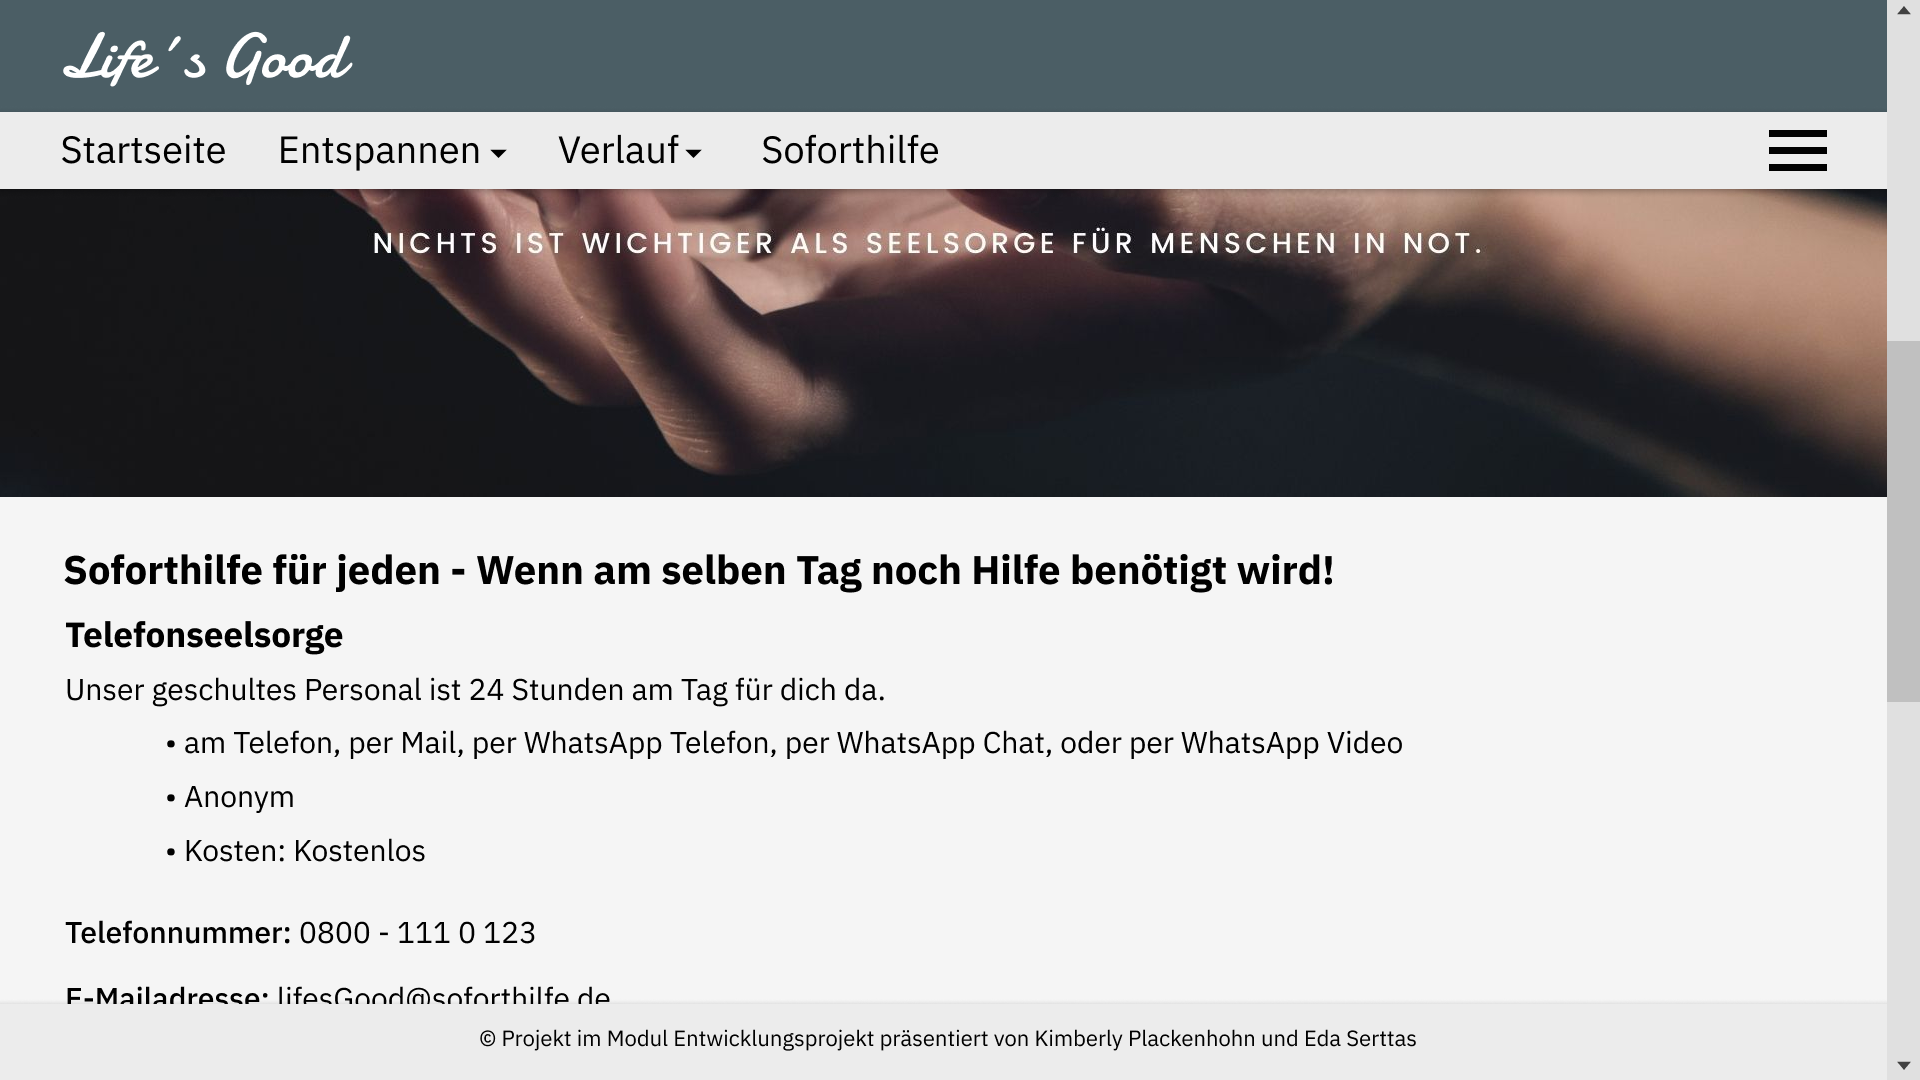 Life´s Good
Startseite Entspannen Verlauf Soforthilfe
NICHTS IST WICHTIGER ALS SEELSORGE FÜR MENSCHEN IN NOT.
Soforthilfe für jeden - Wenn am selben Tag noch Hilfe benötigt wird!
Telefonseelsorge
Unser geschultes Personal ist 24 Stunden am Tag für dich da.
• am Telefon, per Mail, per WhatsApp Telefon, per WhatsApp Chat, oder per WhatsApp Video
• Anonym
• Kosten: Kostenlos
Telefonnummer: 0800 - 111 0 123
E-Mailadresse: lifesGood@soforthilfe.de
© Projekt im Modul Entwicklungsprojekt präsentiert von Kimberly Plackenhohn und Eda Serttas